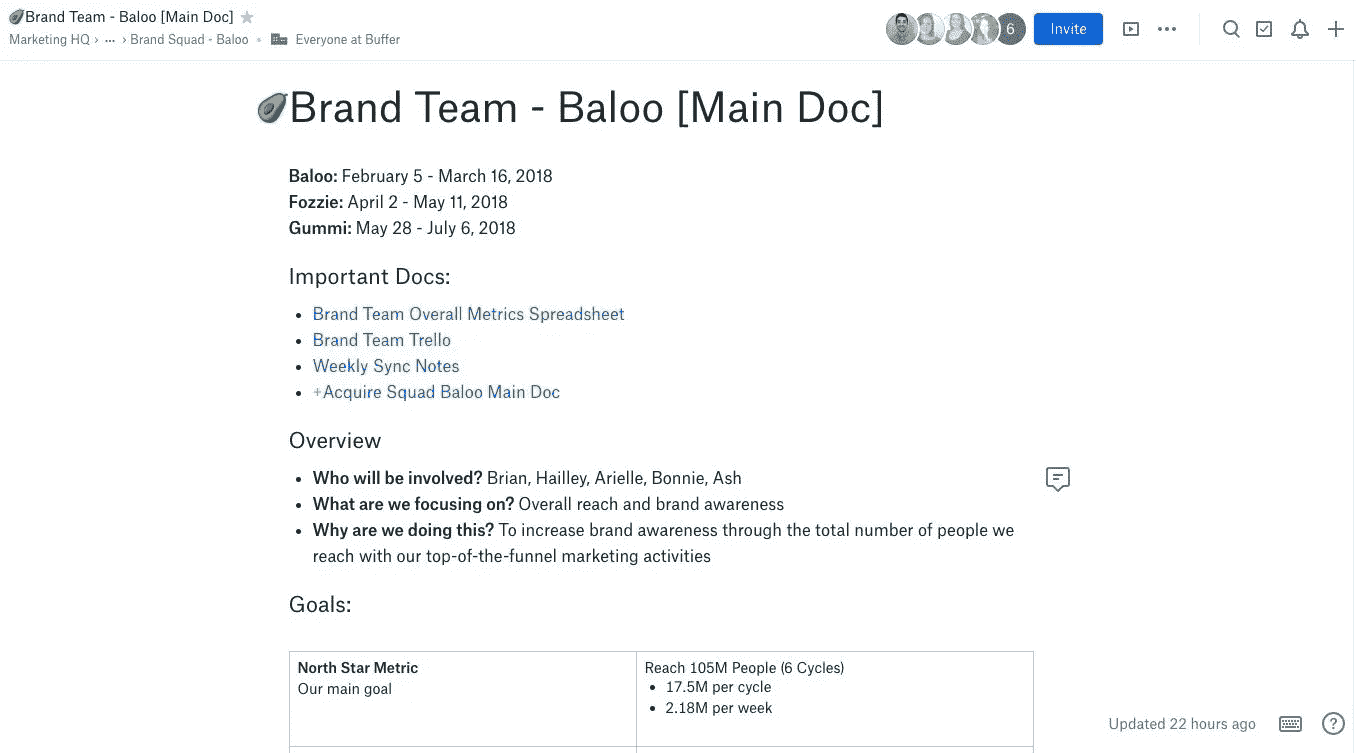 Brand Team - Baloo [Main Doc]
Marketing HQ › ... › Brand Squad - Baloo • Everyone at Buffer
6
Invite
Brand Team - Baloo [Main Doc]
Baloo: February 5 - March 16, 2018
Fozzie: April 2 - May 11, 2018
Gummi: May 28 - July 6, 2018
Important Docs:
• Brand Team Overall Metrics Spreadsheet
• Brand Team Trello
• Weekly Sync Notes
• +Acquire Squad Baloo Main Doc
Overview
• Who will be involved? Brian, Hailley, Arielle, Bonnie, Ash
• What are we focusing on? Overall reach and brand awareness
• Why are we doing this? To increase brand awareness through the total number of people we
reach with our top-of-the-funnel marketing activities
Goals:
North Star Metric
Our main goal
Reach 105M People (6 Cycles)
• 17.5M per cycle
• 2.18M per week
Updated 22 hours ago
?